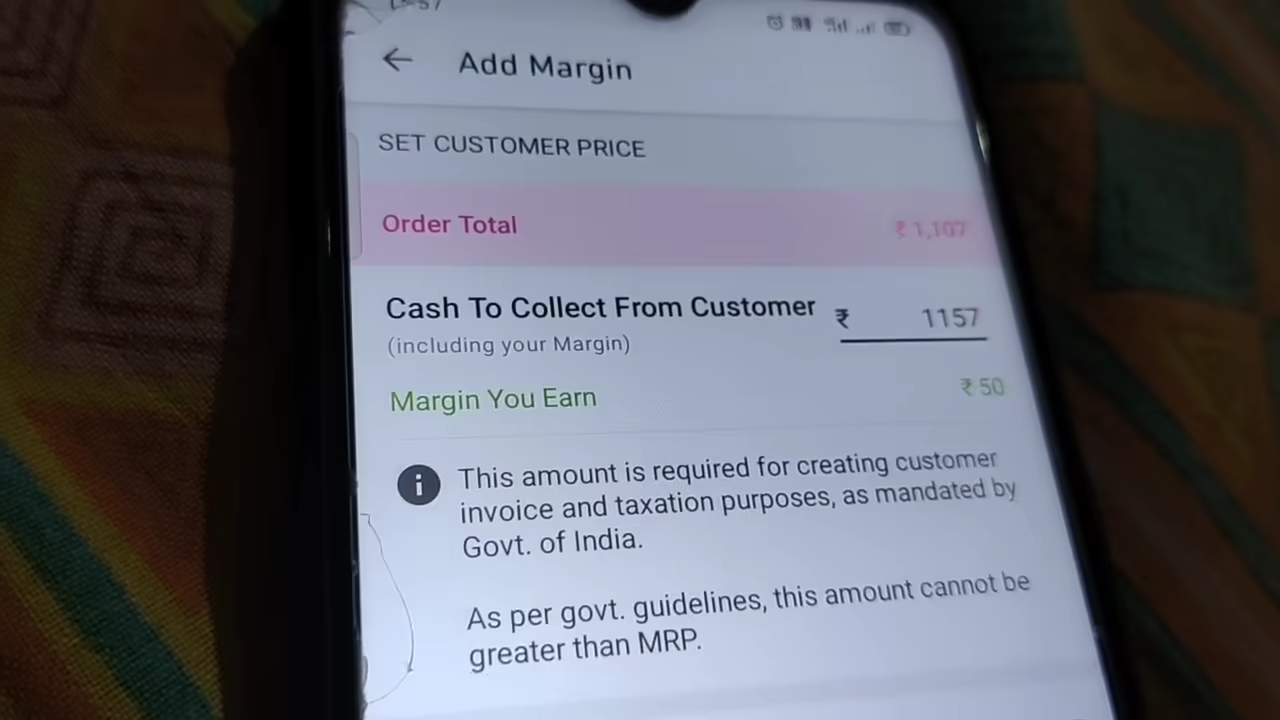 Add Margin
SET CUSTOMER PRICE
Order Total ₹ 1,107
Cash To Collect From Customer ₹ 1157
(including your Margin)
Margin You Earn ₹ 50
This amount is required for creating customer
invoice and taxation purposes, as mandated by
Govt. of India.
As per govt. guidelines, this amount cannot be
greater than MRP.